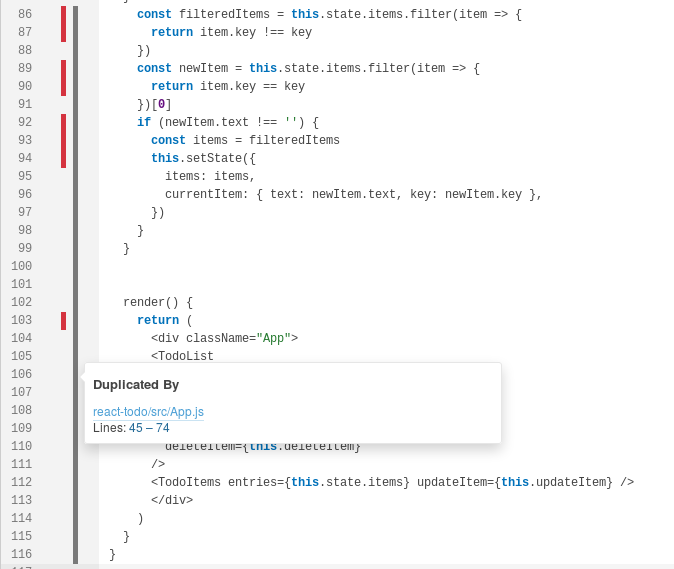 86 const filteredItems = this.state.items.filter(item => {
87 return item.key !== key
88 })
89 const newItem = this.state.items.filter(item => {
90 return item.key == key
91 })[0]
92 if (newItem.text !== '') {
93 const items = filteredItems
94 this.setState({
95 items: items,
96 currentItem: { text: newItem.text, key: newItem.key },
97 })
98 }
99 }
100
101
102 render() {
103 return (
104 <div className="App">
105 <TodoList
106
107
108
109
Duplicated By
react-todo/src/App.js
Lines: 45 – 74
110 deleteItem={this.deleteItem}
111 />
112 <TodoItems entries={this.state.items} updateItem={this.updateItem} />
113 </div>
114 )
115 }
116 }